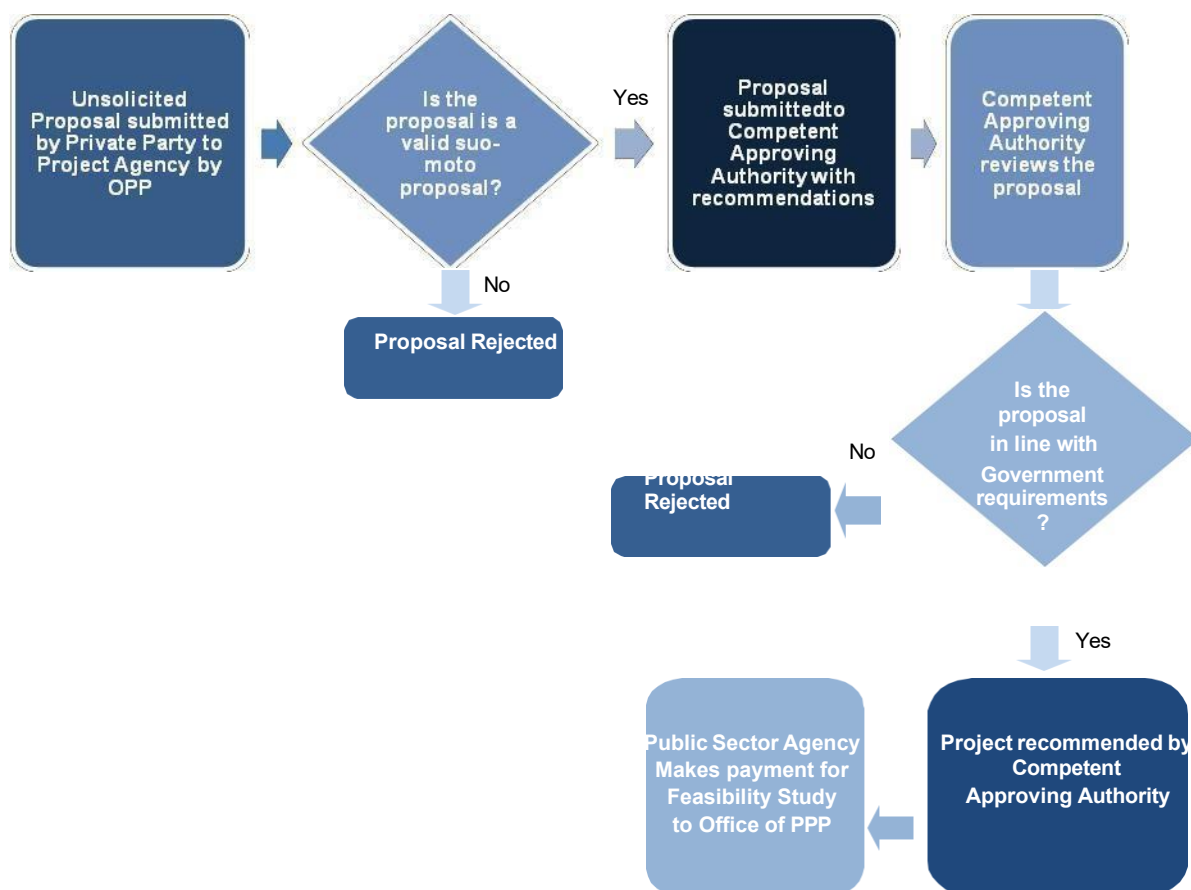 Unsolicited
Proposal submitted
by Private Party to
Project Agency by
OPP
Is the
proposal is a
valid suo-
moto
proposal?
Yes
Proposal
submittedto
Competent
Approving
Authority with
recommendations
Competent
Approving
Authority
reviews the
proposal
No
Proposal Rejected
Is the
proposal
in line with
Government
requirements
?
No
Proposal
Rejected
Yes
Project recommended by
Competent
Approving Authority
Public Sector Agency
Makes payment for
Feasibility Study
to Office of PPP